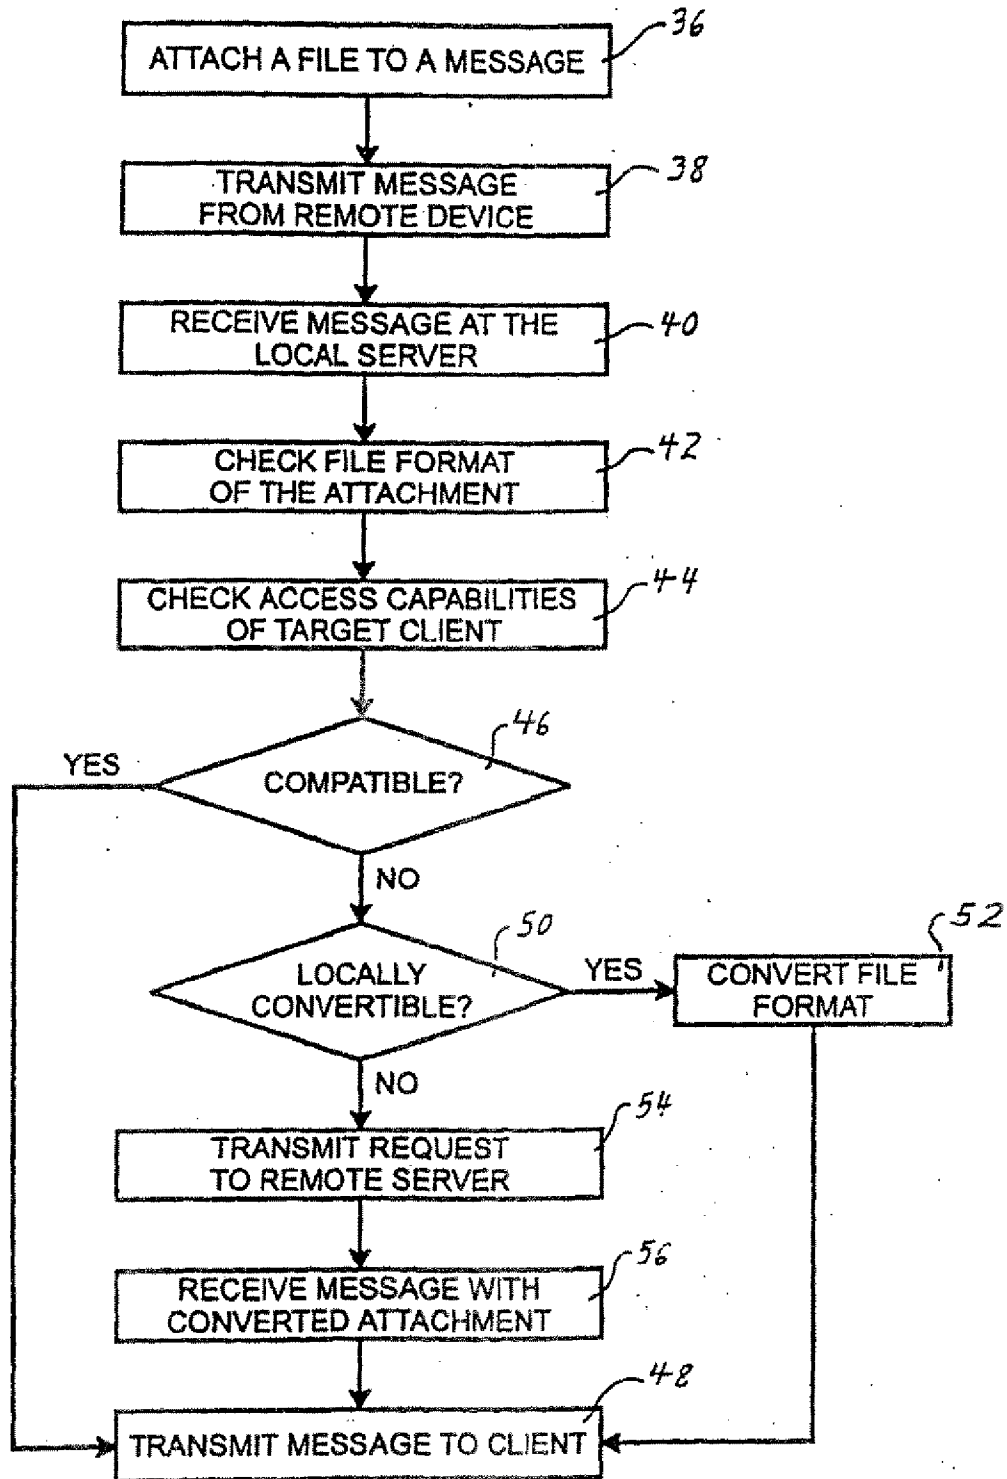 36
ATTACH A FILE TO A MESSAGE
38
TRANSMIT MESSAGE
FROM REMOTE DEVICE
40
RECEIVE MESSAGE AT THE
LOCAL SERVER
42
CHECK FILE FORMAT
OF THE ATTACHMENT
44
CHECK ACCESS CAPABILITIES
OF TARGET CLIENT
46
YES
COMPATIBLE?
NO
50
LOCALLY
CONVERTIBLE?
YES
52
CONVERT FILE
FORMAT
NO
54
TRANSMIT REQUEST
TO REMOTE SERVER
56
RECEIVE MESSAGE WITH
CONVERTED ATTACHMENT
48
TRANSMIT MESSAGE TO CLIENT